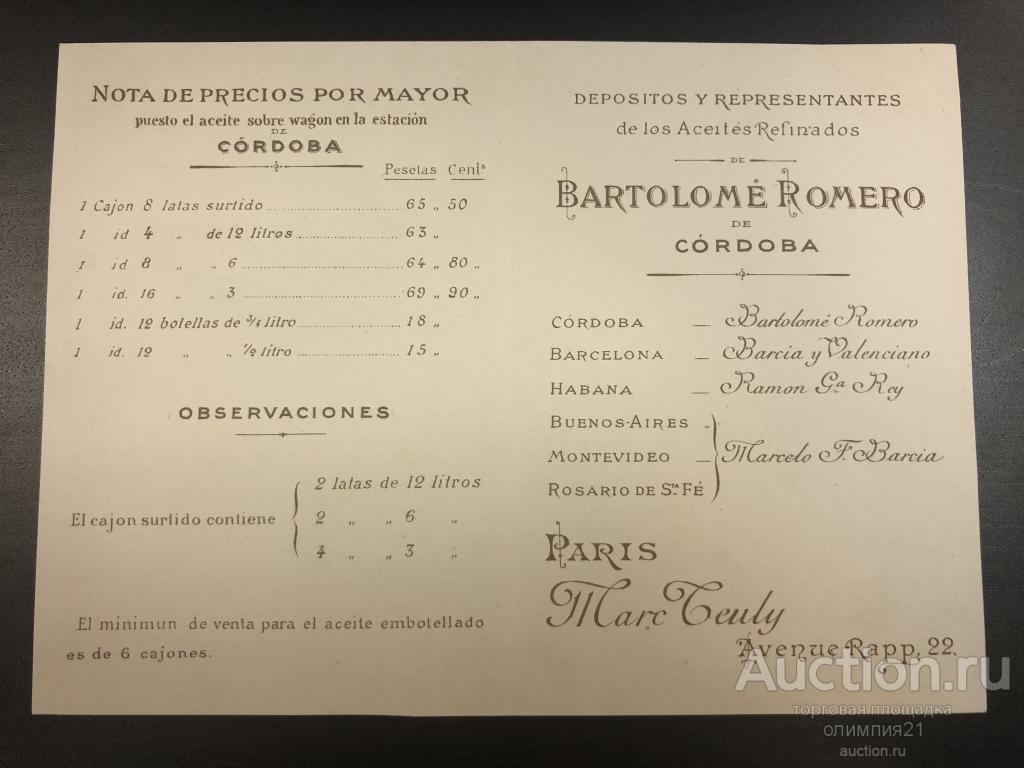 NOTA DE PRECIOS POR MAYOR
puesto el aceite sobre wagon en la estación
DE
CÓRDOBA
Pesetas Cent.s
1 Cajon 8 latas surtido 65 „ 50
1 id 4 „ de 12 litros 63 „
1 id 8 „ „ 6 64 „ 80 „
1 id. 16 „ „ 3 69 „ 90 „
1 id. 12 botellas de 3/4 litro 18 „
1 id. 12 „ „ 1/2 litro 15 „
OBSERVACIONES
El cajon surtido contiene
2 latas de 12 litros
2 „ „ 6 „
4 „ „ 3 „
El minimun de venta para el aceite embotellado
es de 6 cajones.
DEPOSITOS Y REPRESENTANTES
de los Aceites Refinados
DE
BARTOLOMÉ ROMERO
DE
CÓRDOBA
CÓRDOBA — Bartolomé Romero
BARCELONA — Barcia y Valenciano
HABANA — Ramon Ga. Rey
BUENOS-AIRES -
MONTEVIDEO — Marcelo F. Barcia
ROSARIO DE STA. FÉ
PARIS
Marc Teuly
Avenue Rapp, 22.
Auction.ru
торговая площадка
олимпия21
auction.ru